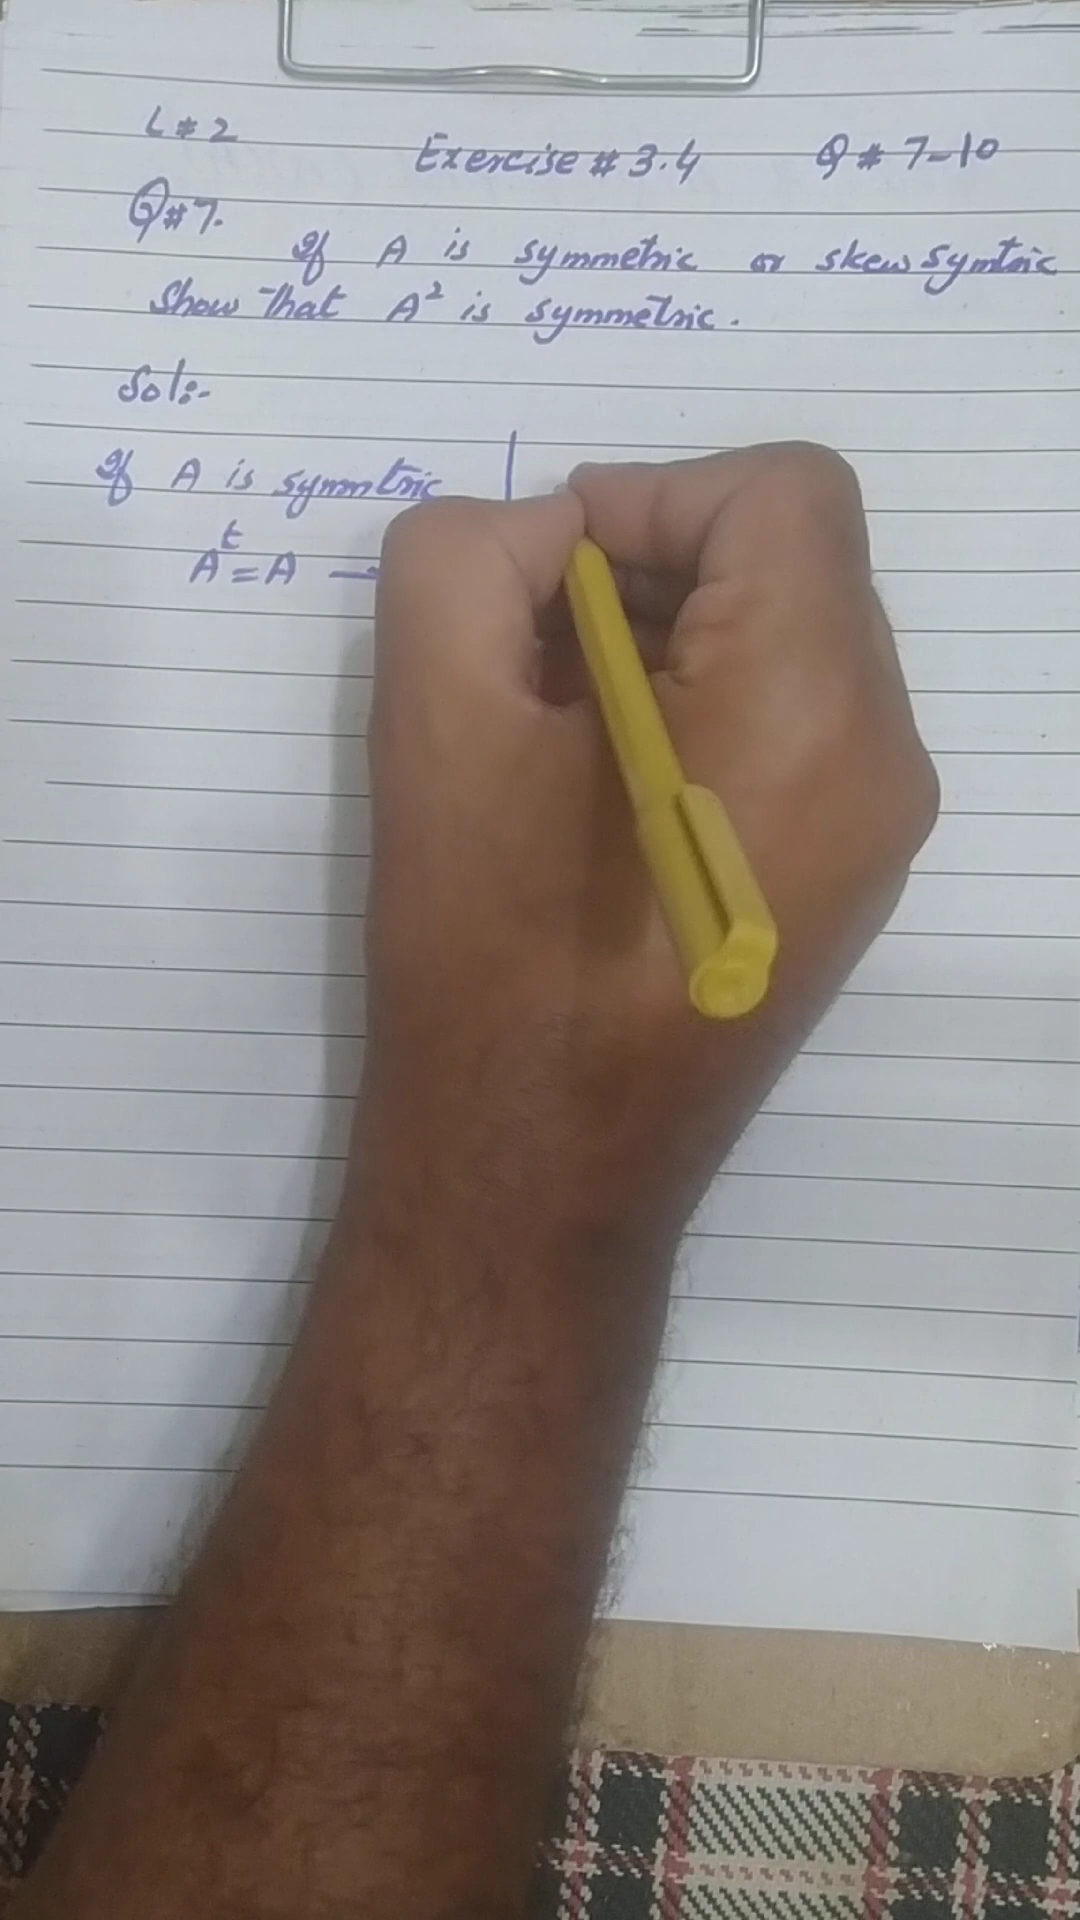 L # 2
Exercise # 3.4 Q # 7-10
Q#7.
If A is symmetric or skew symtric
Show that A² is symmetric.
Sol:-
If A is symmtric
Aᵗ = A